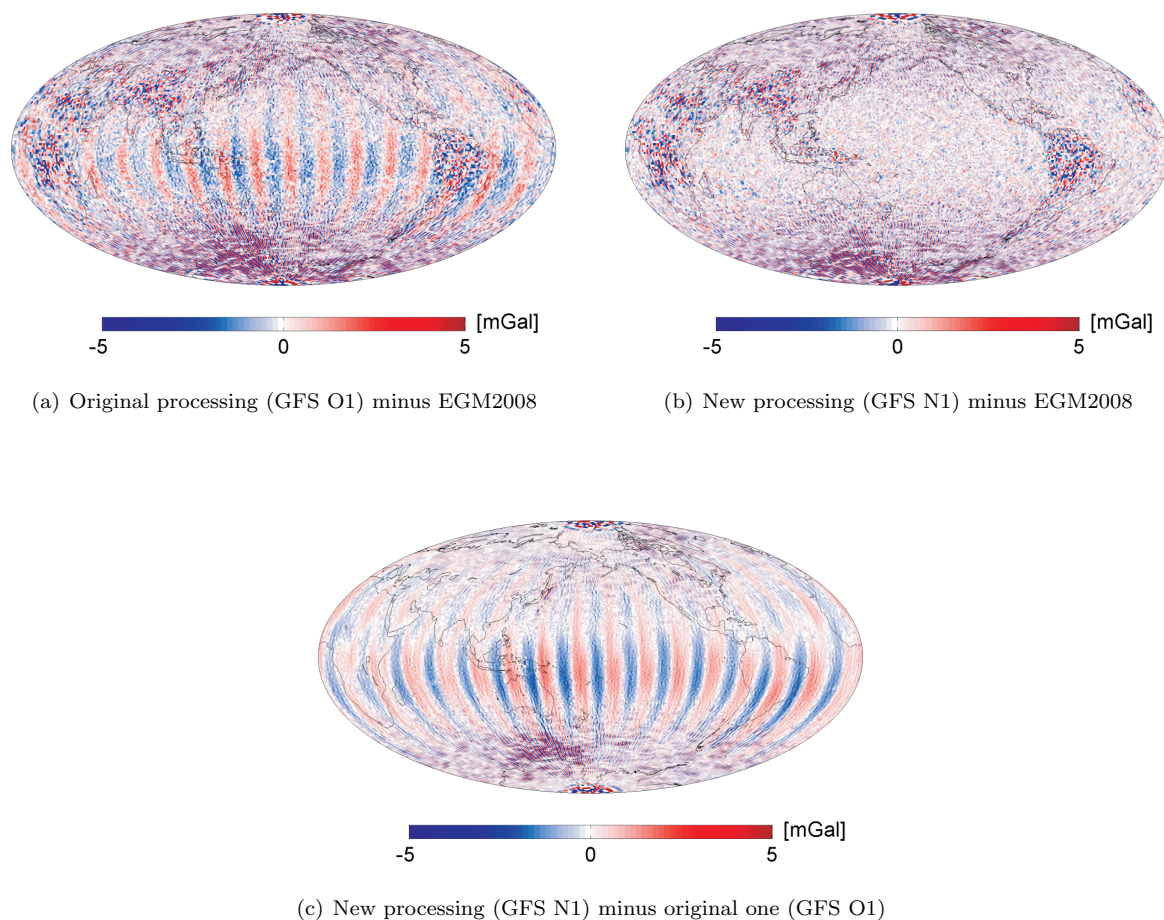 [mGal]
-5 0 5
(a) Original processing (GFS O1) minus EGM2008
[mGal]
-5 0 5
(b) New processing (GFS N1) minus EGM2008
[mGal]
-5 0 5
(c) New processing (GFS N1) minus original one (GFS O1)